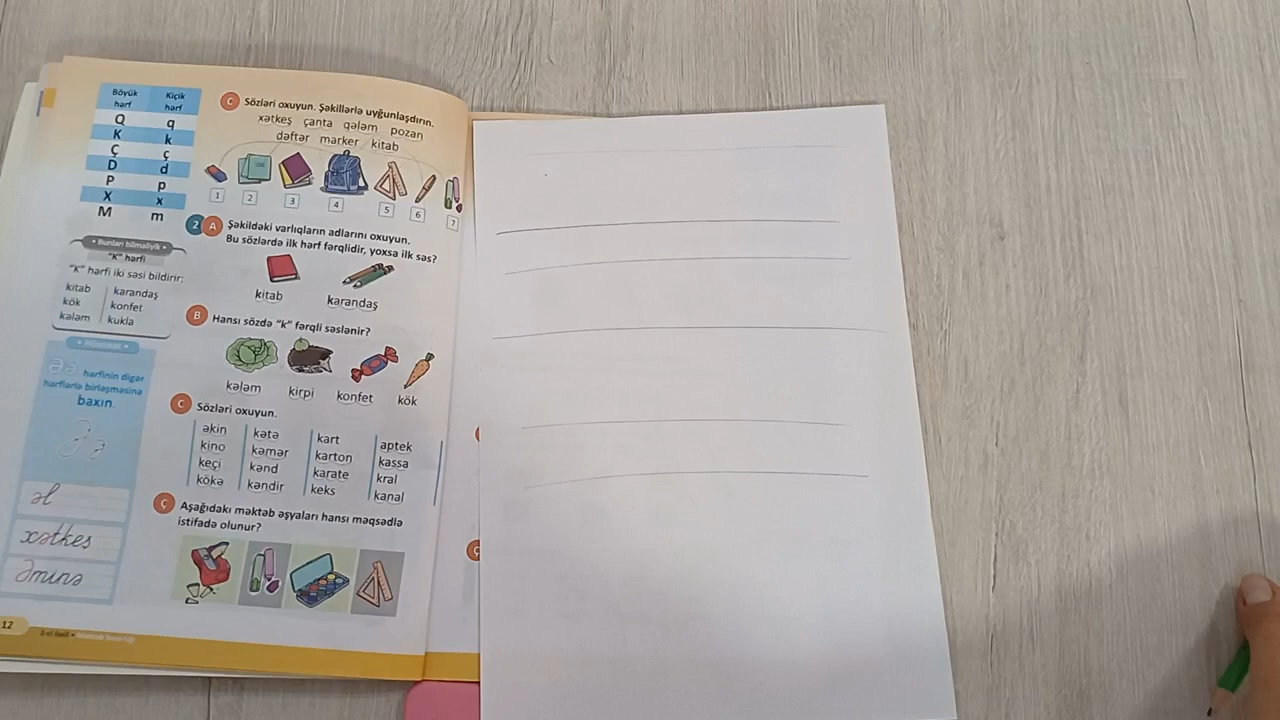 Böyük hərf Kiçik hərf
Q q
K k
Ç ç
D d
P p
X x
M m
• Bunları bilməliyik •
"K" hərfi
"K" hərfi iki səsi bildirir:
kitab karandaş
kök konfet
kələm kukla
• Hüsnxət •
Əə hərfinin digər
hərflərlə birləşməsinə
baxın.
Əə
əl
xətkeş
Əminə
12
C Sözləri oxuyun. Şəkillərlə uyğunlaşdırın.
xətkeş çanta qələm pozan
dəftər marker kitab
1 2 3 4 5 6 7
2 A Şəkildəki varlıqların adlarını oxuyun.
Bu sözlərdə ilk hərf fərqlidir, yoxsa ilk səs?
kitab karandaş
B Hansı sözdə "k" fərqli səslənir?
kələm kirpi konfet kök
C Sözləri oxuyun.
əkin kətə kart aptek
kino kəmər karton kassa
keçi kənd karate kral
kökə kəndir keks kanal
Ç Aşağıdakı məktəb əşyaları hansı məqsədlə
istifadə olunur?